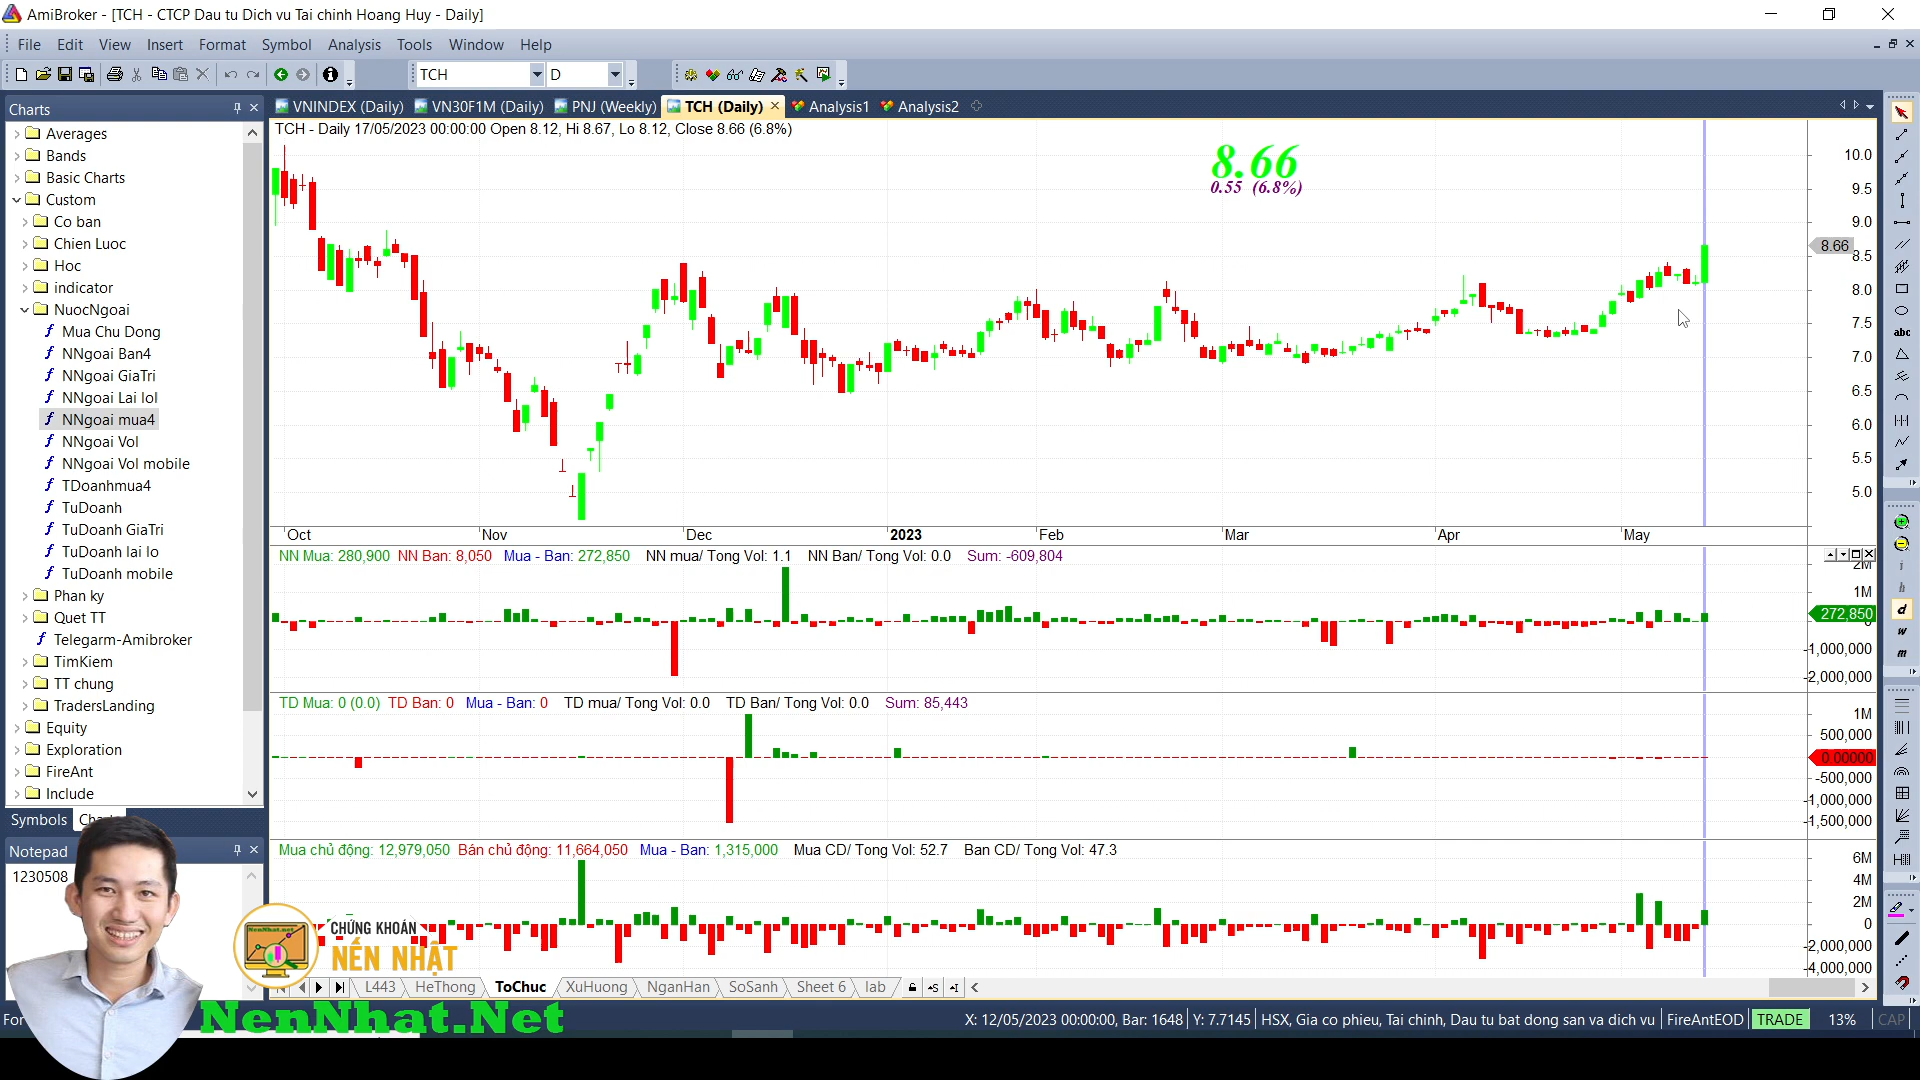 AmiBroker - [TCH - CTCP Dau tu Dich vu Tai chinh Hoang Huy - Daily]
File Edit View Insert Format Symbol Analysis Tools Window Help
TCH D
Charts
VNINDEX (Daily) VN30F1M (Daily) PNJ (Weekly) TCH (Daily) Analysis1 Analysis2
Averages
Bands
Basic Charts
Custom
Co ban
Chien Luoc
Hoc
indicator
NuocNgoai
Mua Chu Dong
NNgoai Ban4
NNgoai GiaTri
NNgoai Lai lol
NNgoai mua4
NNgoai Vol
NNgoai Vol mobile
TDoanhmua4
TuDoanh
TuDoanh GiaTri
TuDoanh lai lo
TuDoanh mobile
Phan ky
Quet TT
Telegarm-Amibroker
TimKiem
TT chung
TradersLanding
Equity
Exploration
FireAnt
Include
Symbols
Notepad
1230508
TCH - Daily 17/05/2023 00:00:00 Open 8.12, Hi 8.67, Lo 8.12, Close 8.66 (6.8%)
8.66
0.55 (6.8%)
10.0
9.5
9.0
8.66
8.5
8.0
7.5
7.0
6.5
6.0
5.5
5.0
Oct Nov Dec 2023 Feb Mar Apr May
NN Mua: 280,900 NN Ban: 8,050 Mua - Ban: 272,850 NN mua/ Tong Vol: 1.1 NN Ban/ Tong Vol: 0.0 Sum: -609,804
2M
1M
272,850
-1,000,000
-2,000,000
TD Mua: 0 (0.0) TD Ban: 0 Mua - Ban: 0 TD mua/ Tong Vol: 0.0 TD Ban/ Tong Vol: 0.0 Sum: 85,443
1M
500,000
0.00000
-500,000
-1,000,000
-1,500,000
Mua chủ động: 12,979,050 Bán chủ động: 11,664,050 Mua - Ban: 1,315,000 Mua CD/ Tong Vol: 52.7 Ban CD/ Tong Vol: 47.3
6M
4M
2M
0
-2,000,000
-4,000,000
abc
i
h
d
w
m
NenNhat.net
CHỨNG KHOÁN
NẾN NHẬT
L443 HeThong ToChuc XuHuong NganHan SoSanh Sheet 6 lab
NenNhat.Net
For
X: 12/05/2023 00:00:00, Bar: 1648 Y: 7.7145 HSX, Gia co phieu, Tai chinh, Dau tu bat dong san va dich vu FireAntEOD TRADE 13% CAP